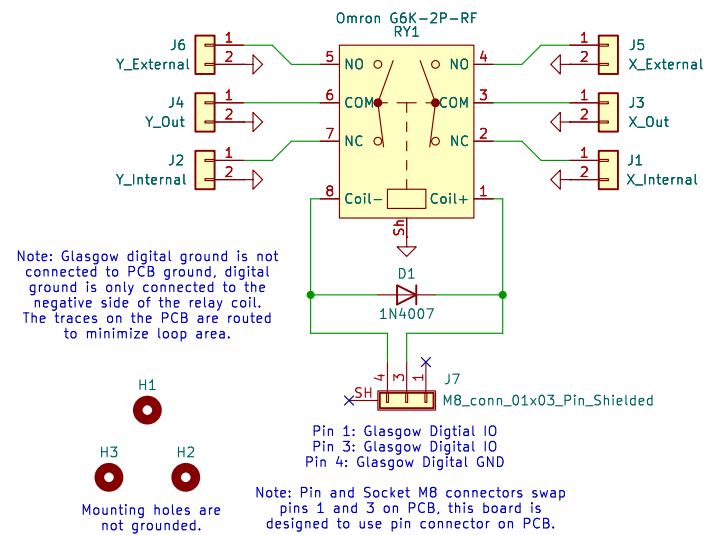 Omron G6K-2P-RF
RY1
J6
1
2
Y_External
5
NO
NO
4
1
2
J5
X_External
J4
1
2
Y_Out
6
COM
COM
3
1
2
J3
X_Out
J2
1
2
Y_Internal
7
NC
NC
2
1
2
J1
X_Internal
8
Coil-
Coil+
1
Sh
Note: Glasgow digital ground is not
connected to PCB ground, digital
ground is only connected to the
negative side of the relay coil.
The traces on the PCB are routed
to minimize loop area.
D1
1N4007
4
3
1
SH
J7
M8_conn_01x03_Pin_Shielded
H1
H3
H2
Mounting holes are
not grounded.
Pin 1: Glasgow Digtial IO
Pin 3: Glasgow Digital IO
Pin 4: Glasgow Digital GND
Note: Pin and Socket M8 connectors swap
pins 1 and 3 on PCB, this board is
designed to use pin connector on PCB.